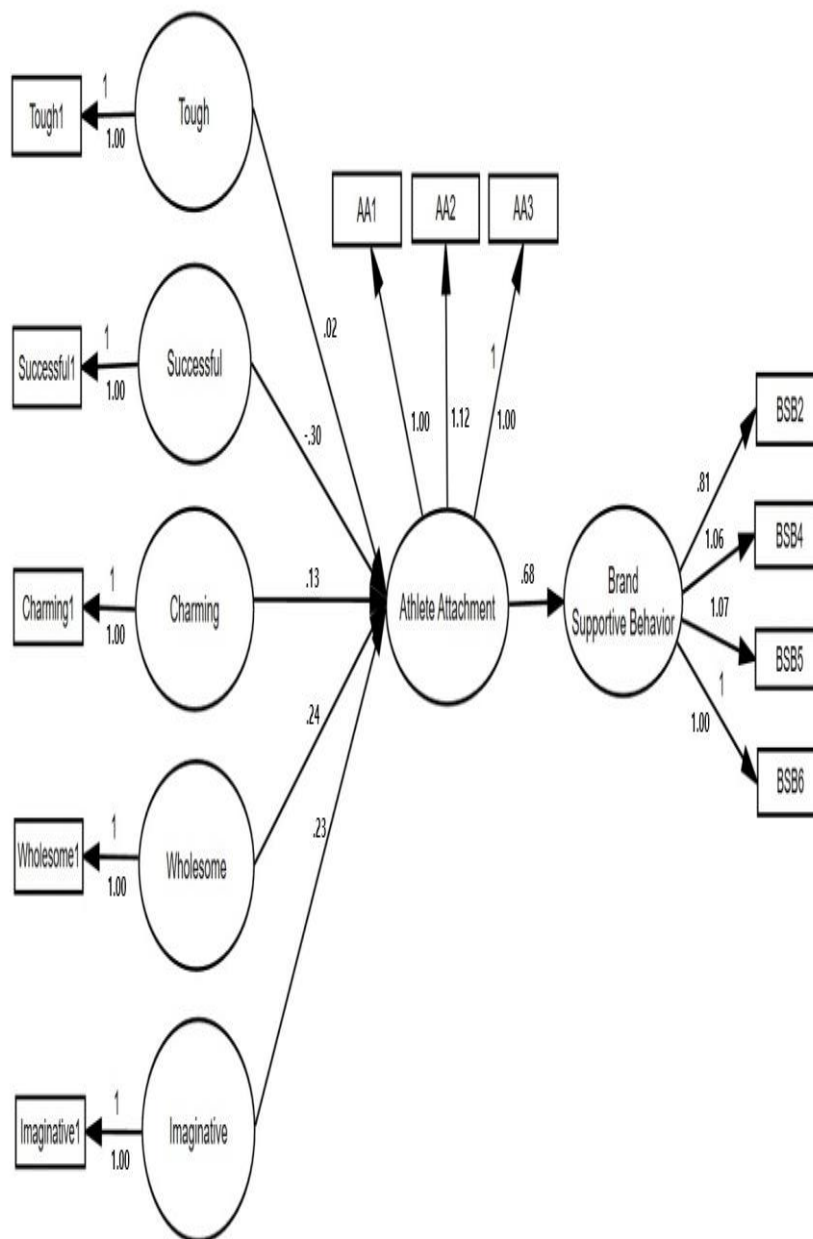 1
Tough1
1.00
Tough
.02
AA1
AA2
AA3
1.00
1.12
1
1.00
1
Successful1
1.00
Successful
-.30
1
Charming1
1.00
Charming
.13
Athlete Attachment
.68
Brand
Supportive Behavior
.81
BSB2
1.06
BSB4
1.07
BSB5
1
1.00
BSB6
1
Wholesome1
1.00
Wholesome
.24
1
Imaginative1
1.00
Imaginative
.23